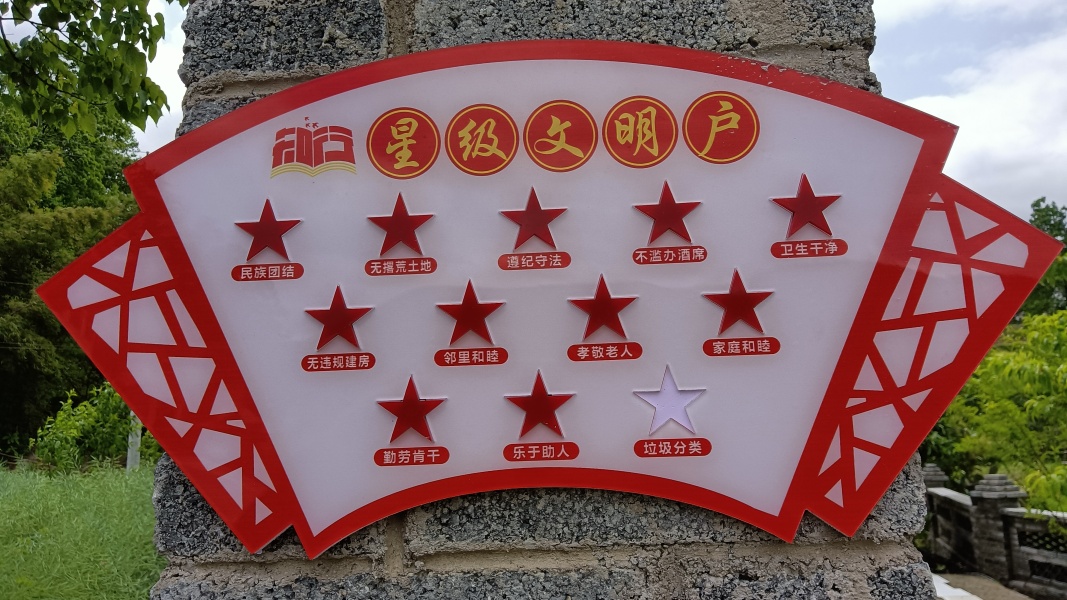 知行 星级文明户
民族团结 无撂荒土地 遵纪守法 不滥办酒席 卫生干净
无违规建房 邻里和睦 孝敬老人 家庭和睦
勤劳肯干 乐于助人 垃圾分类